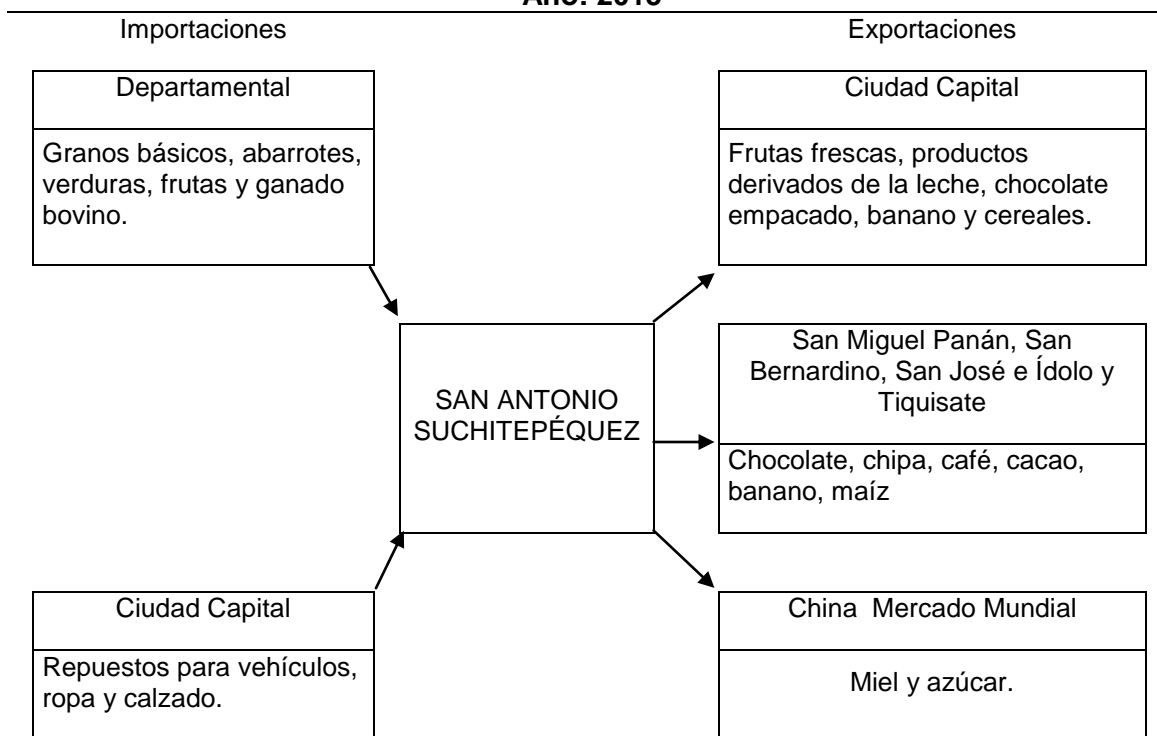 Importaciones
Exportaciones
Departamental
Granos básicos, abarrotes,
verduras, frutas y ganado
bovino.
Ciudad Capital
Frutas frescas, productos
derivados de la leche, chocolate
empacado, banano y cereales.
SAN ANTONIO
SUCHITEPÉQUEZ
San Miguel Panán, San
Bernardino, San José e Ídolo y
Tiquisate
Chocolate, chipa, café, cacao,
banano, maíz
Ciudad Capital
Repuestos para vehículos,
ropa y calzado.
China Mercado Mundial
Miel y azúcar.